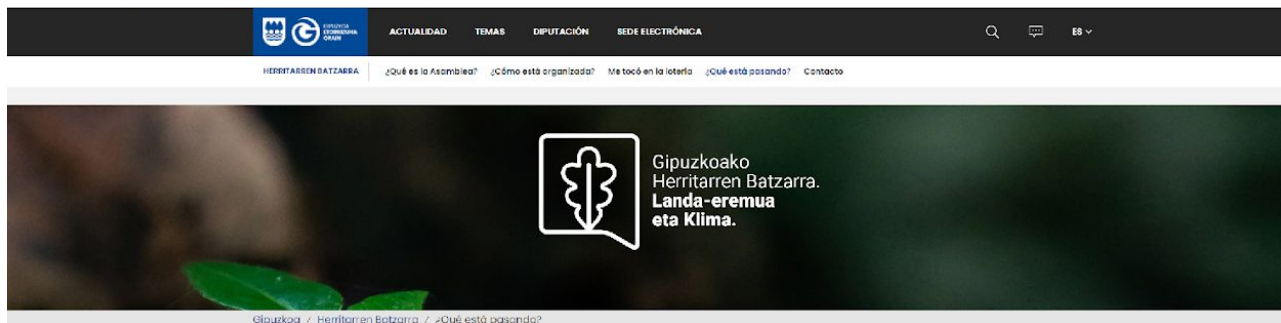 ACTUALIDAD TEMAS DIPUTACIÓN SEDE ELECTRÓNICA ES
HERRITARREN BATZARRA ¿Qué es la Asamblea? ¿Cómo está organizada? Me tocó en la lotería ¿Qué está pasando? Contacto
Gipuzkoako
Herritarren Batzarra.
Landa-eremua
eta Klima.
Gipuzkoa / Herritarren Batzarra / ¿Qué está pasando?